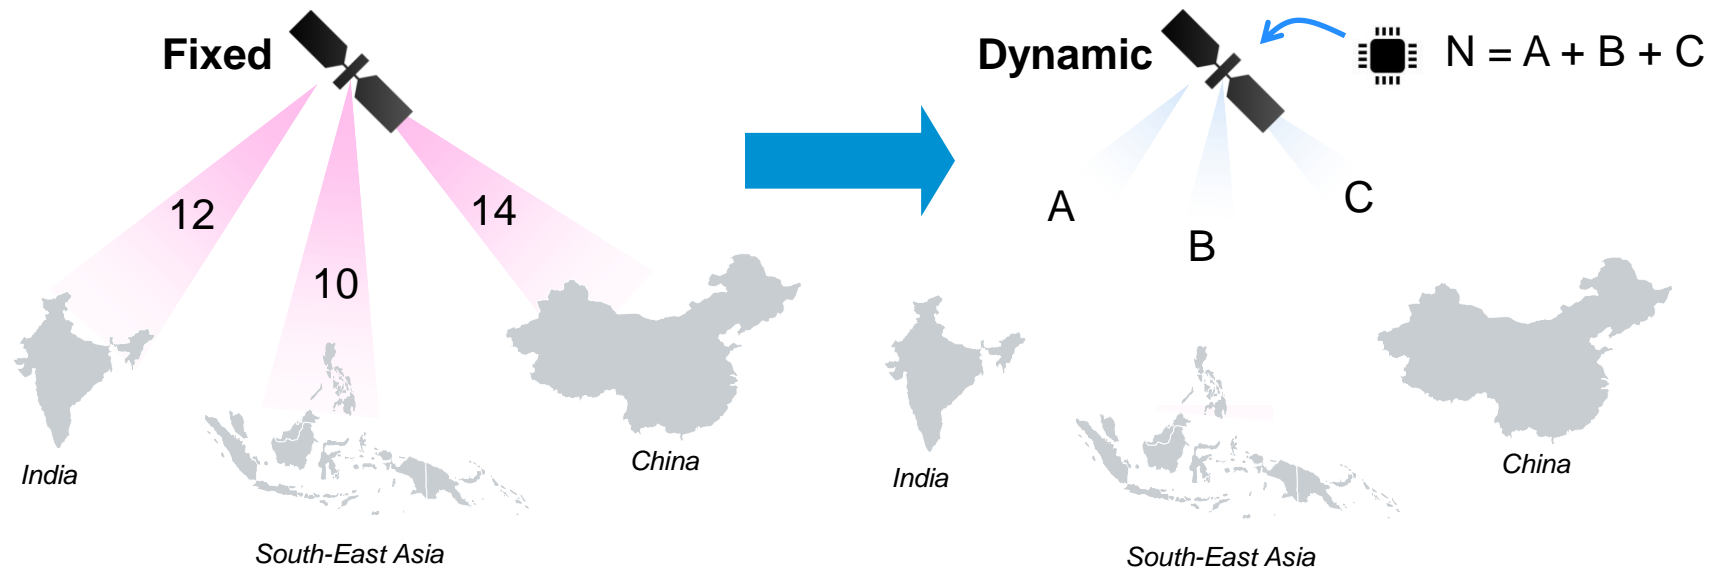 Fixed
12
10
14
India
South-East Asia
China
Dynamic
N = A + B + C
A
B
C
India
South-East Asia
China